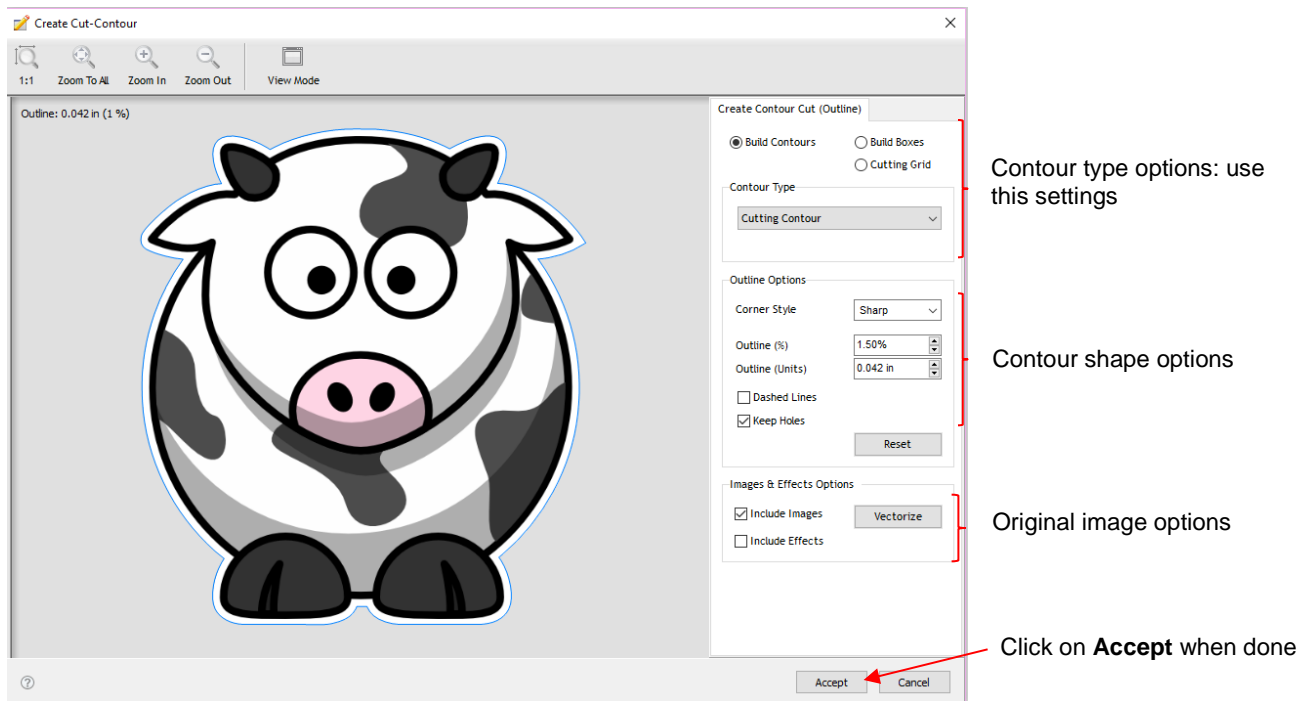 Create Cut-Contour
1:1 Zoom To All Zoom In Zoom Out View Mode
Outline: 0.042 in (1 %)
Create Contour Cut (Outline)
Build Contours Build Boxes
Cutting Grid
Contour Type
Cutting Contour
Contour type options: use
this settings
Outline Options
Corner Style Sharp
Outline (%) 1.50%
Outline (Units) 0.042 in
Dashed Lines
Keep Holes
Reset
Contour shape options
Images & Effects Options
Include Images Vectorize
Include Effects
Original image options
Click on Accept when done
? Accept Cancel